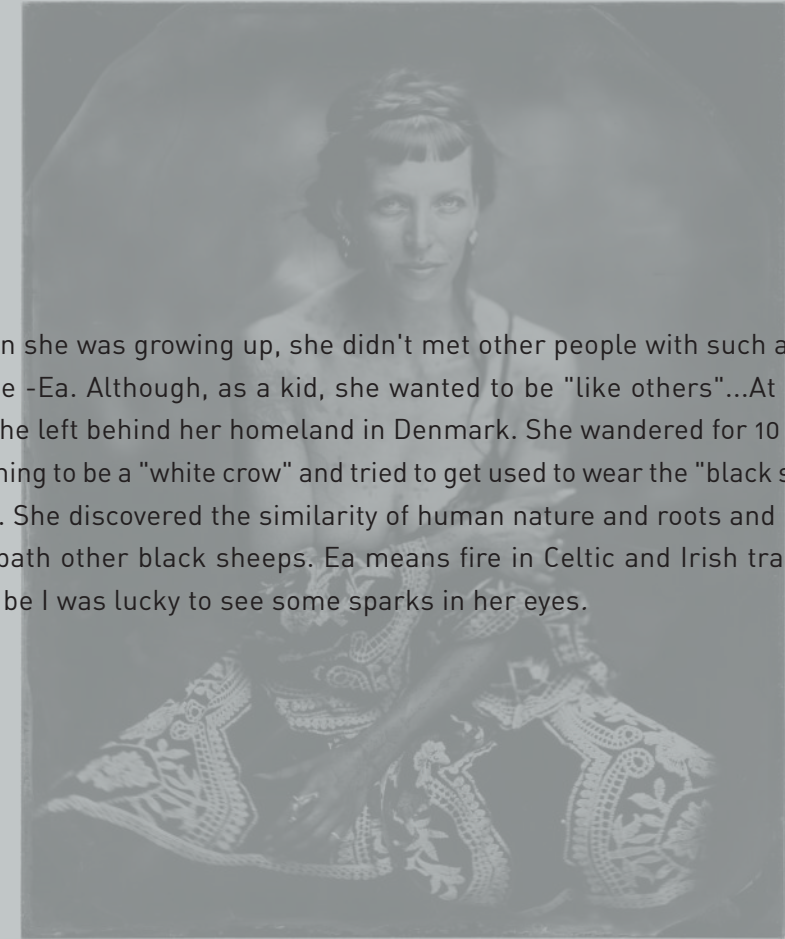 n she was growing up, she didn't met other people with such a
e -Ea. Although, as a kid, she wanted to be "like others"...At
he left behind her homeland in Denmark. She wandered for 10
ning to be a "white crow" and tried to get used to wear the "black s
. She discovered the similarity of human nature and roots and
path other black sheeps. Ea means fire in Celtic and Irish tra
be I was lucky to see some sparks in her eyes.